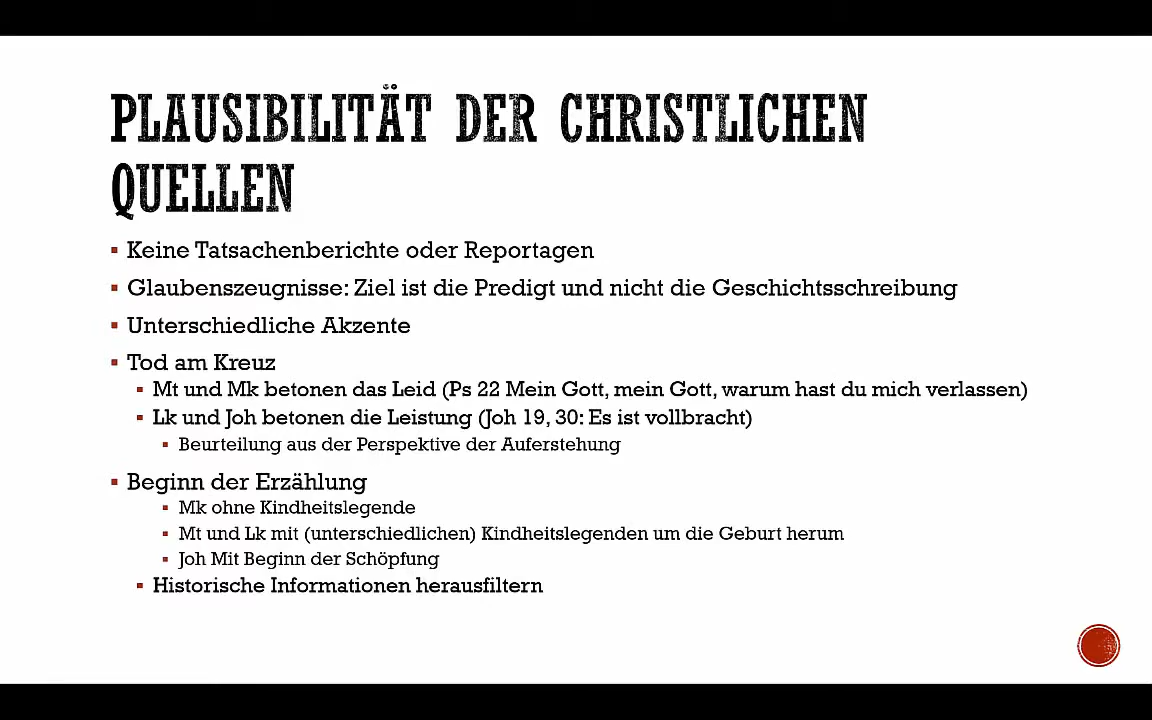 PLAUSIBILITÄT DER CHRISTLICHEN
QUELLEN
Keine Tatsachenberichte oder Reportagen
Glaubenszeugnisse: Ziel ist die Predigt und nicht die Geschichtsschreibung
Unterschiedliche Akzente
Tod am Kreuz
Mt und Mk betonen das Leid (Ps 22 Mein Gott, mein Gott, warum hast du mich verlassen)
Lk und Joh betonen die Leistung (Joh 19, 30: Es ist vollbracht)
Beurteilung aus der Perspektive der Auferstehung
Beginn der Erzählung
Mk ohne Kindheitslegende
Mt und Lk mit (unterschiedlichen) Kindheitslegenden um die Geburt herum
Joh Mit Beginn der Schöpfung
Historische Informationen herausfiltern